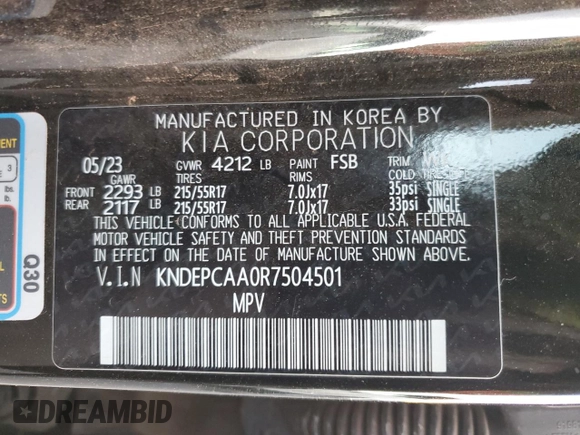 MANUFACTURED IN KOREA BY
KIA CORPORATION
05/23 GVWR 4212 LB PAINT FSB TRIM
GAWR TIRES RIMS COLD
FRONT 2293 LB 215/55R17 7.0Jx17 35psi SINGLE
REAR 2117 LB 215/55R17 7.0Jx17 33psi SINGLE
THIS VEHICLE CONFORMS TO ALL APPLICABLE U.S.A. FEDERAL
MOTOR VEHICLE SAFETY AND THEFT PREVENTION STANDARDS
IN EFFECT ON THE DATE OF MANUFACTURE SHOWN ABOVE.
V.I.N KNDEPCAA0R7504501
MPV
3
lbs.
Q30
DREAMBID